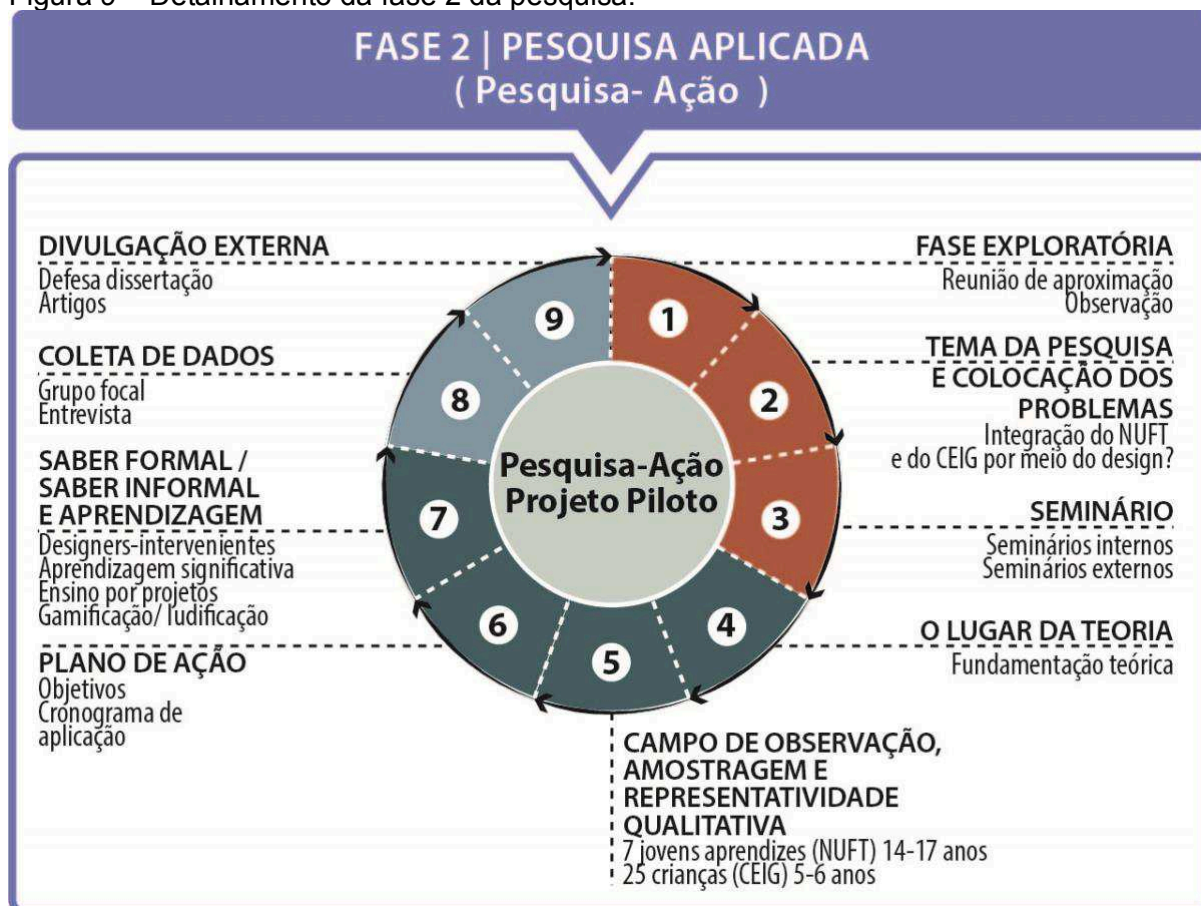 Figura 9 – Detalhamento da fase 2 da pesquisa.
FASE 2 | PESQUISA APLICADA
( Pesquisa- Ação )
DIVULGAÇÃO EXTERNA
Defesa dissertação
Artigos
COLETA DE DADOS
Grupo focal
Entrevista
SABER FORMAL /
SABER INFORMAL
E APRENDIZAGEM
Designers-intervenientes
Aprendizagem significativa
Ensino por projetos
Gamificação/ ludificação
PLANO DE AÇÃO
Objetivos
Cronograma de
aplicação
9
1
8
2
Pesquisa-Ação
Projeto Piloto
7
3
6
4
5
FASE EXPLORATÓRIA
Reunião de aproximação
Observação
TEMA DA PESQUISA
E COLOCAÇÃO DOS
PROBLEMAS
Integração do NUFT
e do CEIG por meio do design?
SEMINÁRIO
Seminários internos
Seminários externos
O LUGAR DA TEORIA
Fundamentação teórica
CAMPO DE OBSERVAÇÃO,
AMOSTRAGEM E
REPRESENTATIVIDADE
QUALITATIVA
7 jovens aprendizes (NUFT) 14-17 anos
25 crianças (CEIG) 5-6 anos